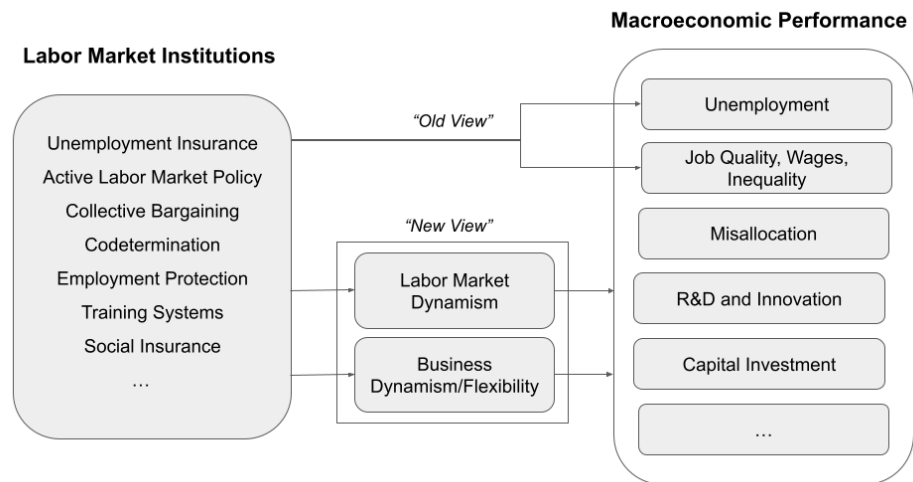 Macroeconomic Performance
Labor Market Institutions
Unemployment Insurance
Active Labor Market Policy
Collective Bargaining
Codetermination
Employment Protection
Training Systems
Social Insurance
…
“Old View”
“New View”
Labor Market
Dynamism
Business
Dynamism/Flexibility
Unemployment
Job Quality, Wages,
Inequality
Misallocation
R&D and Innovation
Capital Investment
…